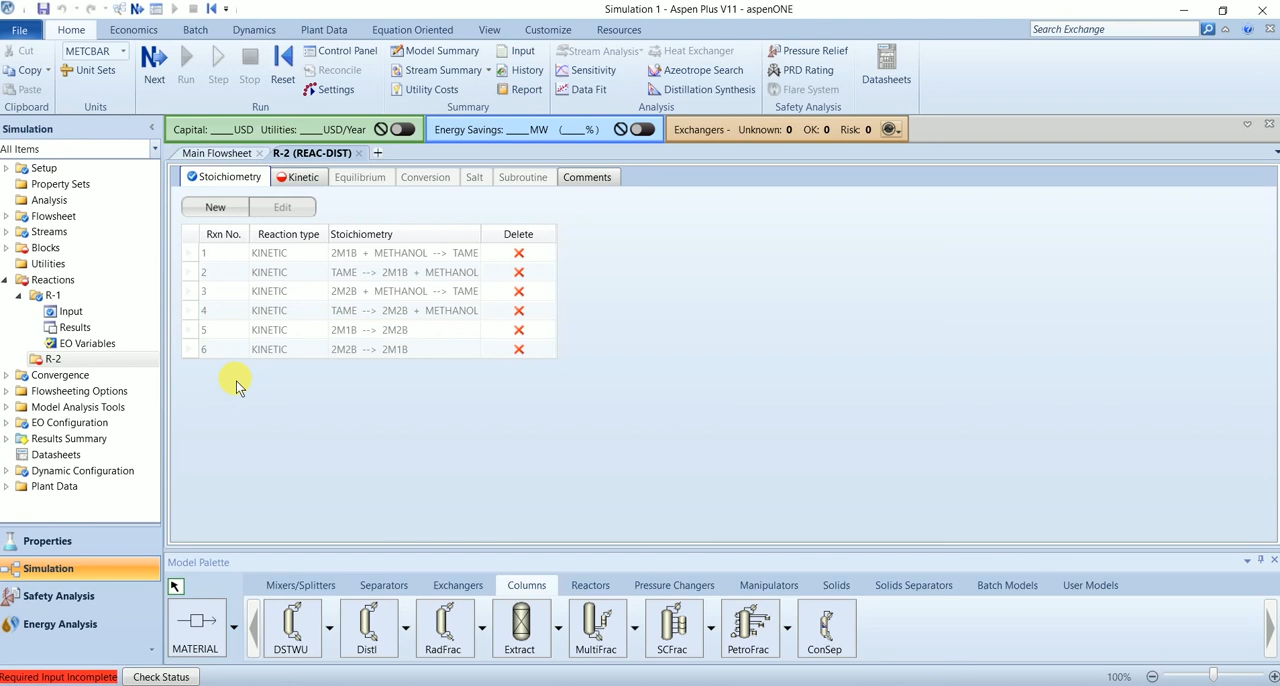 Simulation 1 - Aspen Plus V11 - aspenONE
File Home Economics Batch Dynamics Plant Data Equation Oriented View Customize Resources Search Exchange
Cut METCBAR Control Panel Model Summary Input Stream Analysis Heat Exchanger Pressure Relief
Copy Unit Sets Next Run Step Stop Reset Reconcile Stream Summary History Sensitivity Azeotrope Search PRD Rating Datasheets
Paste Settings Utility Costs Report Data Fit Distillation Synthesis Flare System
Clipboard Units Run Summary Analysis Safety Analysis
Simulation Capital: ____USD Utilities: ____USD/Year Energy Savings: ____MW (____%) Exchangers - Unknown: 0 OK: 0 Risk: 0
All Items Main Flowsheet R-2 (REAC-DIST) +
Setup
Property Sets
Analysis
Flowsheet
Streams
Blocks
Utilities
Reactions
R-1
Input
Results
EO Variables
R-2
Convergence
Flowsheeting Options
Model Analysis Tools
EO Configuration
Results Summary
Datasheets
Dynamic Configuration
Plant Data
Properties
Simulation
Safety Analysis
Energy Analysis
Stoichiometry Kinetic Equilibrium Conversion Salt Subroutine Comments
New Edit
Rxn No. Reaction type Stoichiometry Delete
1 KINETIC 2M1B + METHANOL --> TAME
2 KINETIC TAME --> 2M1B + METHANOL
3 KINETIC 2M2B + METHANOL --> TAME
4 KINETIC TAME --> 2M2B + METHANOL
5 KINETIC 2M1B --> 2M2B
6 KINETIC 2M2B --> 2M1B
Model Palette
Mixers/Splitters Separators Exchangers Columns Reactors Pressure Changers Manipulators Solids Solids Separators Batch Models User Models
MATERIAL DSTWU Distl RadFrac Extract MultiFrac SCFrac PetroFrac ConSep
Required Input Incomplete Check Status 100%